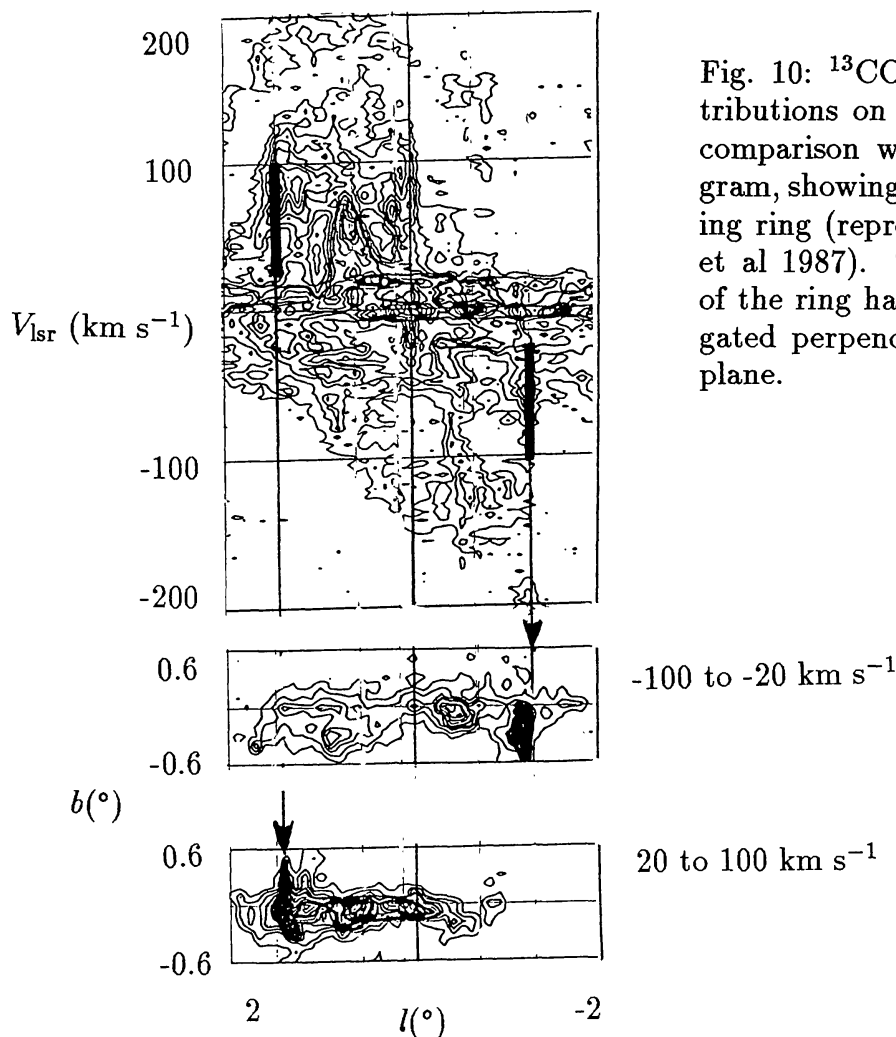 200
100
V_lsr (km s⁻¹)
-100
-200
0.6
-100 to -20 km s⁻¹
-0.6
b(°)
0.6
20 to 100 km s⁻¹
-0.6
2
l(°)
-2
Fig. 10: ¹³CO
tributions on
comparison w
gram, showing
ing ring (repr
et al 1987).
of the ring ha
gated perpend
plane.